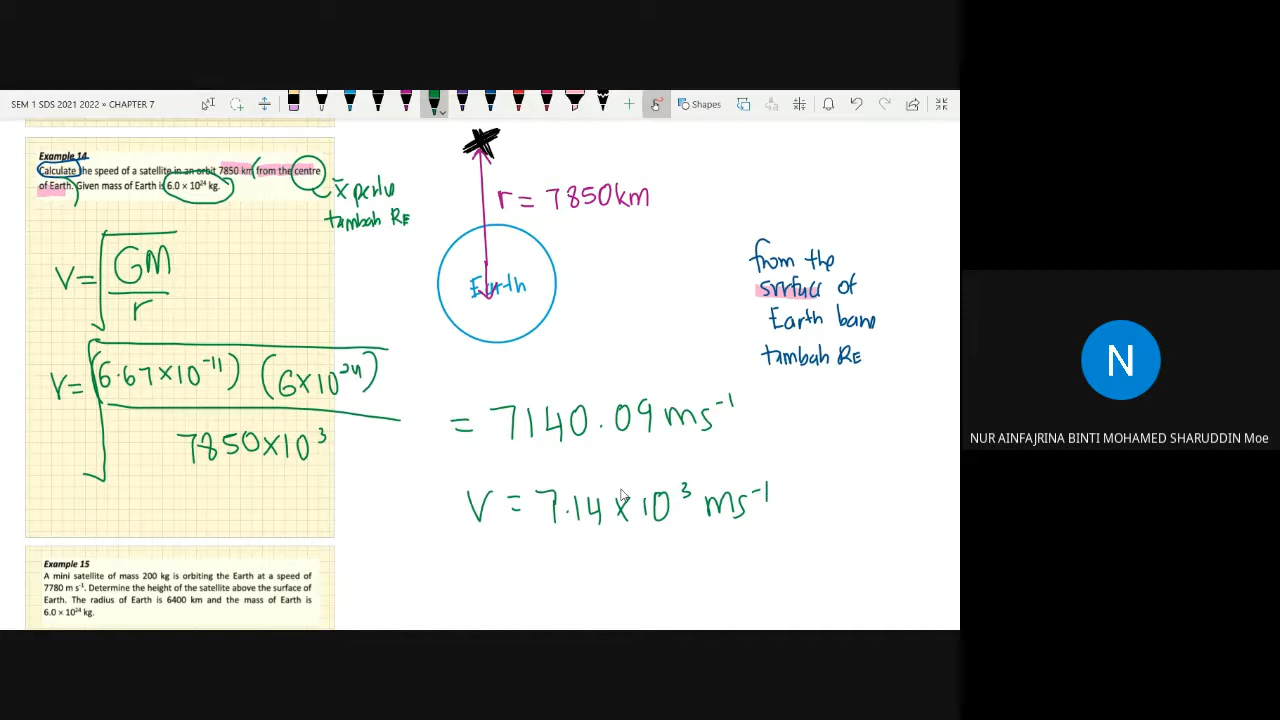 SEM 1 SDS 2021 2022 » CHAPTER 7
Shapes
Example 14
Calculate the speed of a satellite in an orbit 7850 km from the centre
of Earth. Given mass of Earth is 6.0 × 10²⁴ kg.
x̄ perlu
tambah RE
r = 7850km
Earth
from the
surface of
Earth baru
tambah RE
V = √(GM/r)
V = √((6.67×10⁻¹¹) (6×10²⁴)/7850×10³)
= 7140.09 ms⁻¹
V = 7.14 × 10³ ms⁻¹
N
NUR AINFAJRINA BINTI MOHAMED SHARUDDIN Moe
Example 15
A mini satellite of mass 200 kg is orbiting the Earth at a speed of
7780 m s⁻¹. Determine the height of the satellite above the surface of
Earth. The radius of Earth is 6400 km and the mass of Earth is
6.0 × 10²⁴ kg.